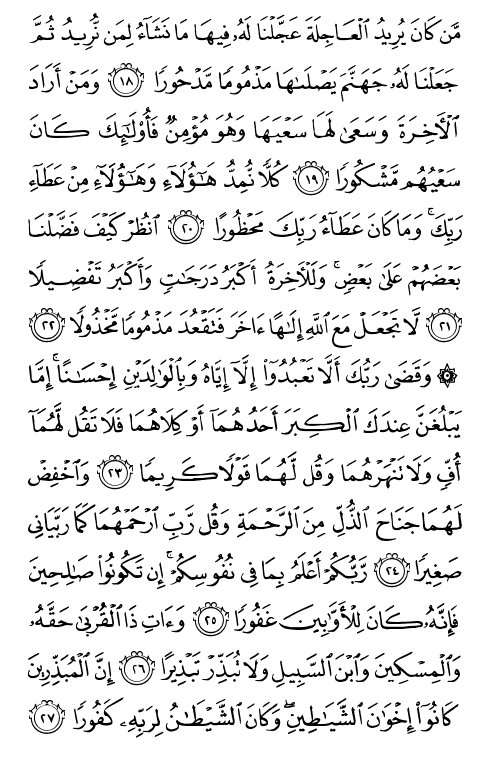 مَّن كَانَ يُرِيدُ ٱلْعَاجِلَةَ عَجَّلْنَا لَهُۥ فِيهَا مَا نَشَآءُ لِمَن نُّرِيدُ ثُمَّ
جَعَلْنَا لَهُۥ جَهَنَّمَ يَصْلَىٰهَا مَذْمُومًا مَّدْحُورًا ١٨ وَمَنْ أَرَادَ
ٱلْأَخِرَةَ وَسَعَىٰ لَهَا سَعْيَهَا وَهُوَ مُؤْمِنٌ فَأُو۟لَٰٓئِكَ كَانَ
سَعْيُهُم مَّشْكُورًا ١٩ كُلًّا نُّمِدُّ هَٰٓؤُلَآءِ وَهَٰٓؤُلَآءِ مِنْ عَطَآءِ
رَبِّكَ ۚ وَمَا كَانَ عَطَآءُ رَبِّكَ مَحْظُورًا ٢٠ ٱنظُرْ كَيْفَ فَضَّلْنَا
بَعْضَهُمْ عَلَىٰ بَعْضٍ ۚ وَلَلْأَخِرَةُ أَكْبَرُ دَرَجَٰتٍ وَأَكْبَرُ تَفْضِيلًا
٢١ لَّا تَجْعَلْ مَعَ ٱللَّهِ إِلَٰهًا ءَاخَرَ فَتَقْعُدَ مَذْمُومًا مَّخْذُولًا ٢٢
۞ وَقَضَىٰ رَبُّكَ أَلَّا تَعْبُدُوٓا۟ إِلَّآ إِيَّاهُ وَبِٱلْوَٰلِدَيْنِ إِحْسَٰنًا ۚ إِمَّا
يَبْلُغَنَّ عِندَكَ ٱلْكِبَرَ أَحَدُهُمَآ أَوْ كِلَاهُمَا فَلَا تَقُل لَّهُمَآ
أُفٍّ وَلَا تَنْهَرْهُمَا وَقُل لَّهُمَا قَوْلًا كَرِيمًا ٢٣ وَٱخْفِضْ
لَهُمَا جَنَاحَ ٱلذُّلِّ مِنَ ٱلرَّحْمَةِ وَقُل رَّبِّ ٱرْحَمْهُمَا كَمَا رَبَّيَانِى
صَغِيرًا ٢٤ رَّبُّكُمْ أَعْلَمُ بِمَا فِى نُفُوسِكُمْ ۚ إِن تَكُونُوا۟ صَٰلِحِينَ
فَإِنَّهُۥ كَانَ لِلْأَوَّٰبِينَ غَفُورًا ٢٥ وَءَاتِ ذَا ٱلْقُرْبَىٰ حَقَّهُۥ
وَٱلْمِسْكِينَ وَٱبْنَ ٱلسَّبِيلِ وَلَا تُبَذِّرْ تَبْذِيرًا ٢٦ إِنَّ ٱلْمُبَذِّرِينَ
كَانُوٓا۟ إِخْوَٰنَ ٱلشَّيَٰطِينِ ۖ وَكَانَ ٱلشَّيْطَٰنُ لِرَبِّهِۦ كَفُورًا ٢٧